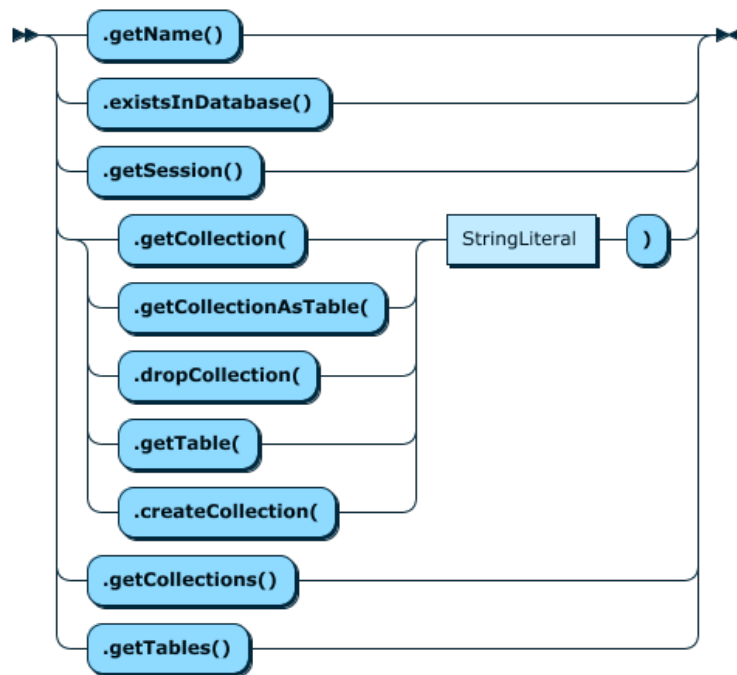 .getName()
.existsInDatabase()
.getSession()
.getCollection( StringLiteral )
.getCollectionAsTable(
.dropCollection(
.getTable(
.createCollection(
.getCollections()
.getTables()